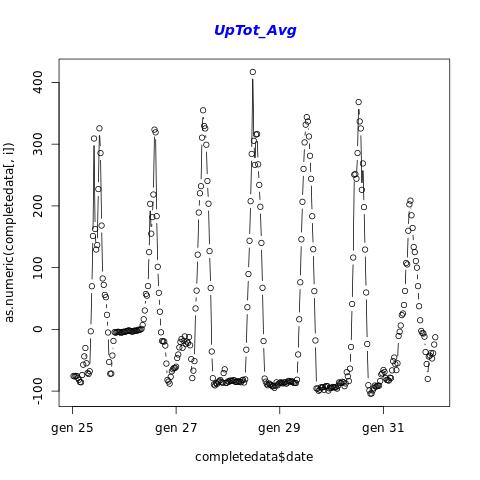 UpTot_Avg
as.numeric(completedata[, i])
400
300
200
100
0
-100
gen 25
gen 27
gen 29
gen 31
completedata$date